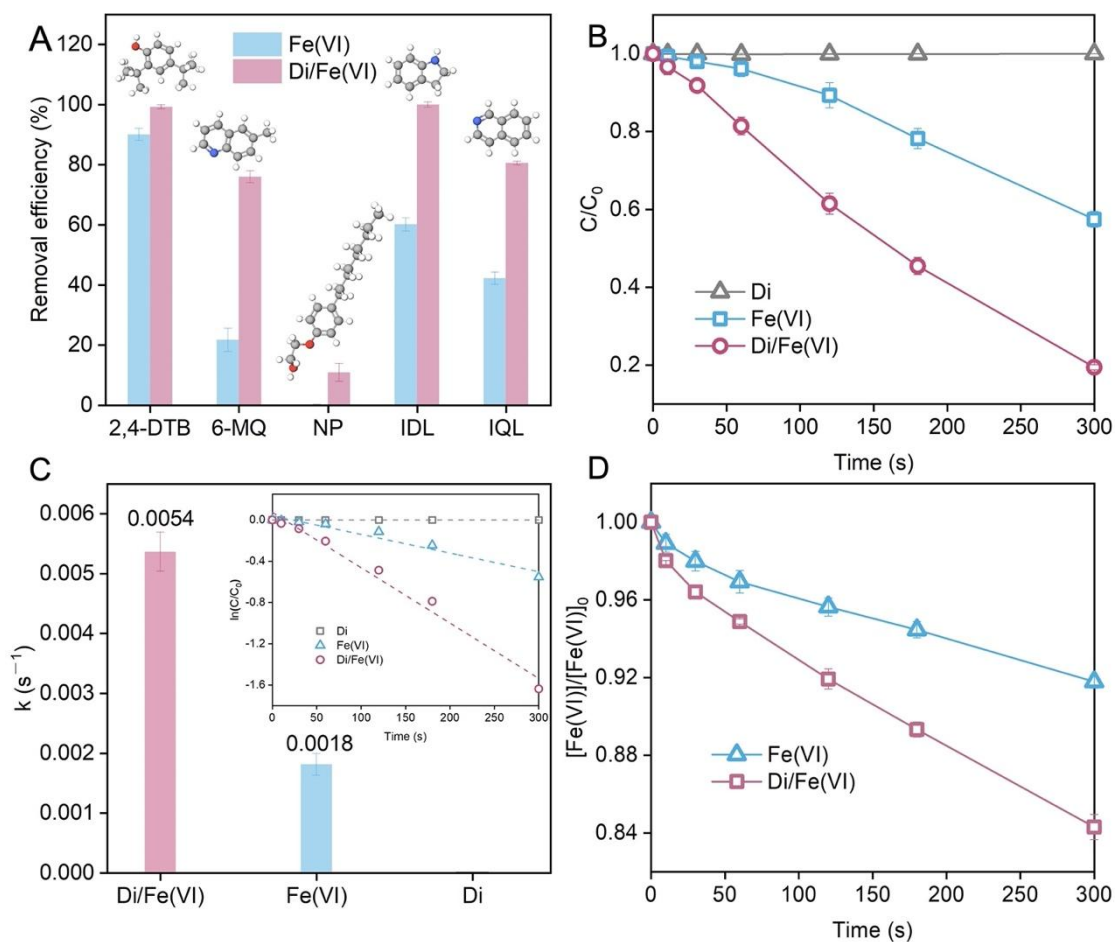 A
Fe(VI)
Di/Fe(VI)
Removal efficiency (%)
120
100
80
60
40
20
0
2,4-DTB 6-MQ NP IDL IQL
B
C/C₀
1.0
0.8
0.6
0.4
0.2
Di
Fe(VI)
Di/Fe(VI)
0 50 100 150 200 250 300
Time (s)
C
k (s⁻¹)
0.006
0.005
0.004
0.003
0.002
0.001
0.000
0.0054
0.0018
Di/Fe(VI) Fe(VI) Di
ln(C/C₀)
0.0
-0.4
-0.8
-1.2
-1.6
Di
Fe(VI)
Di/Fe(VI)
0 50 100 150 200 250 300
Time (s)
D
[Fe(VI)]/[Fe(VI)]₀
1.00
0.96
0.92
0.88
0.84
Fe(VI)
Di/Fe(VI)
0 50 100 150 200 250 300
Time (s)